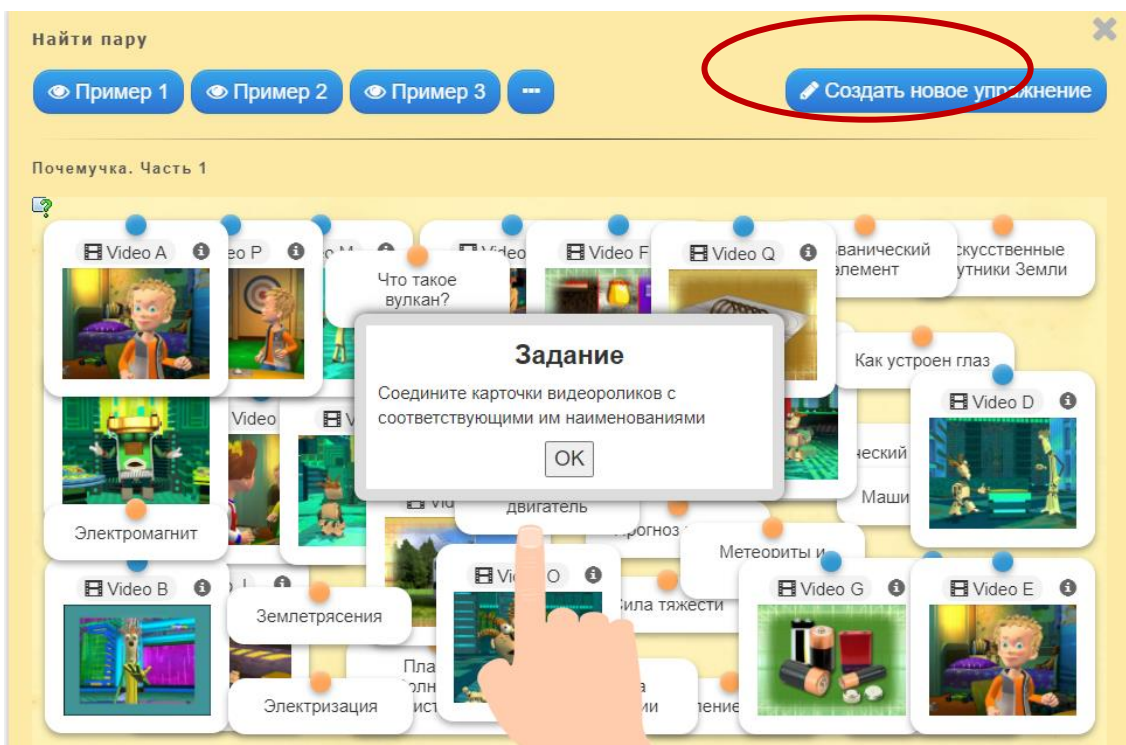 Найти пару
Пример 1 Пример 2 Пример 3 Создать новое упражнение
Почемучка. Часть 1
Video A
Video F
Video Q
Что такое
вулкан?
утники Земли
Как устроен глаз
Задание
Соедините карточки видеороликов с
соответствующими им наименованиями
OK
Video
Video D
двигатель
Электромагнит
Метеориты и
Video B
Землетрясения
Сила тяжести
Video G
Video E
Электризация